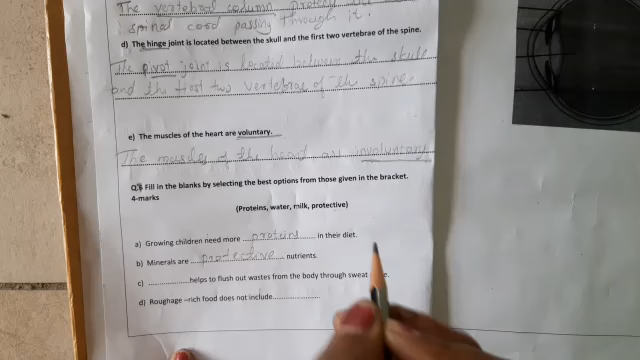 The vertebral column protects
spinal cord passing through it.
d) The hinge joint is located between the skull and the first two vertebrae of the spine.
The pivot joint is located between the skull
and the first two vertebrae of the spine.
e) The muscles of the heart are voluntary.
The muscles of the heart are involuntary
Q.6 Fill in the blanks by selecting the best options from those given in the bracket.
4-marks
(Proteins, water, milk, protective)
a) Growing children need more ....proteins..... in their diet.
b) Minerals are ....protective.... nutrients.
c) .................helps to flush out wastes from the body through sweat
d) Roughage –rich food does not include....................